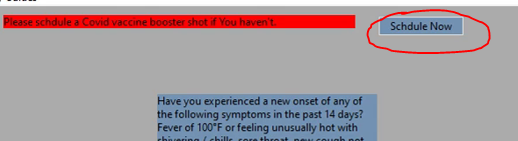 Please schdule a Covid vaccine booster shot if You haven't.
Schdule Now
Have you experienced a new onset of any of
the following symptoms in the past 14 days?
Fever of 100°F or feeling unusually hot with
shivering / chills, sore throat, new cough not